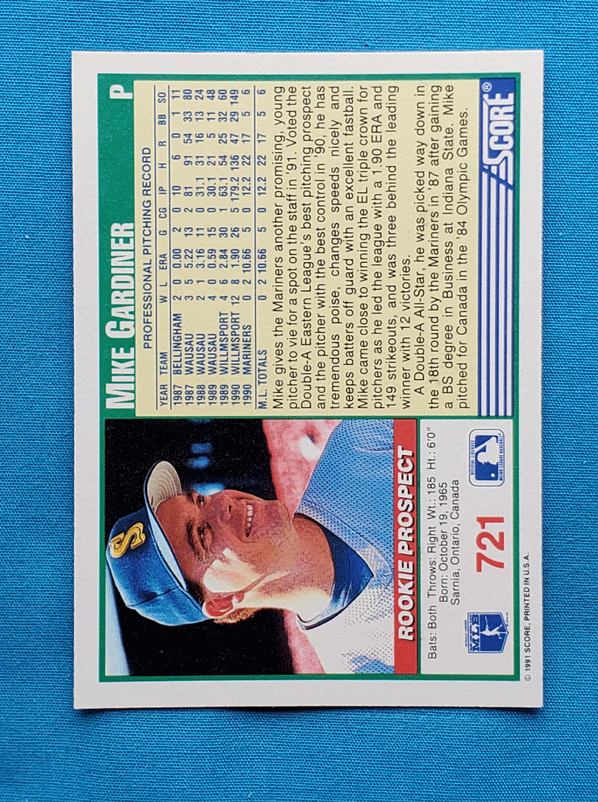 MIKE GARDINER P
PROFESSIONAL PITCHING RECORD
YEAR TEAM W L ERA G CG IP H R BB SO
1987 BELLINGHAM 2 0 0.00 2 0 10 6 0 1 11
1987 WAUSAU 3 5 5.22 13 2 81 91 54 33 80
1988 WAUSAU 2 1 3.16 11 0 31.1 31 16 13 24
1989 WAUSAU 4 0 0.59 15 0 30.1 21 5 11 48
1989 WILLMSPORT 4 6 2.84 30 1 63.1 54 25 32 60
1990 WILLMSPORT 12 8 1.90 26 5 179.2 136 47 29 149
1990 MARINERS 0 2 10.66 5 0 12.2 22 17 5 6
M.L. TOTALS 0 2 10.66 5 0 12.2 22 17 5 6
Mike gives the Mariners another promising, young
pitcher to vie for a spot on the staff in '91. Voted the
Double-A Eastern League's best pitching prospect
and the pitcher with the best control in '90, he has
tremendous poise, changes speeds nicely and
keeps batters off guard with an excellent fastball.
Mike came close to winning the EL triple crown for
pitchers as he led the league with a 1.90 ERA and
149 strikeouts, and was three behind the leading
winner with 12 victories.
A Double-A All-Star, he was picked way down in
the 18th round by the Mariners in '87 after gaining
a BS degree in Business at Indiana State. Mike
pitched for Canada in the '84 Olympic Games.
SCORE®
S
ROOKIE PROSPECT
Bats: Both Throws: Right Wt.: 185 Ht.: 6'0"
Born: October 19, 1965
Sarnia, Ontario, Canada
721
© 1991 SCORE, PRINTED IN U.S.A.